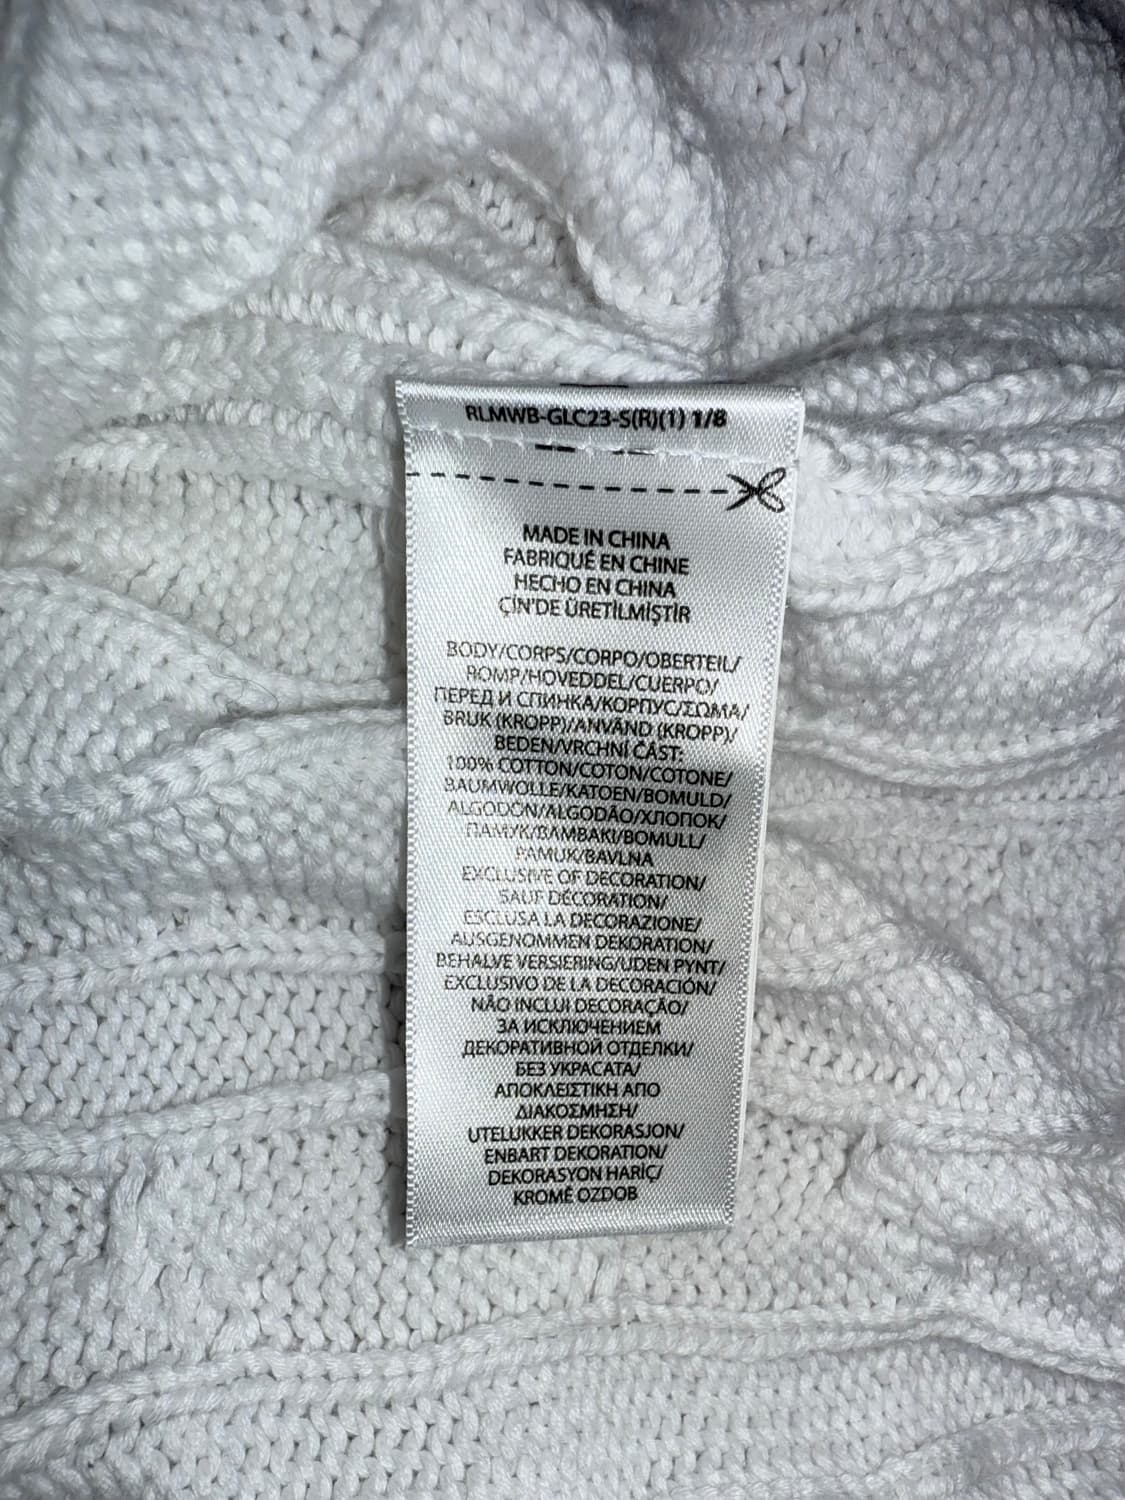 RLMWB-GLC23-S(R)(1) 1/8
MADE IN CHINA
FABRIQUÉ EN CHINE
HECHO EN CHINA
ÇİN'DE ÜRETİLMİŞTİR
BODY/CORPS/CORPO/OBERTEIL/
ROMP/HOVEDDEL/CUERPO/
ПЕРЕД И СПИНКА/КОРПУС/ΣΩΜΑ/
BRUK (KROPP)/ANVÄND (KROPP)/
BEDEN/VRCHNÍ ČÁST:
100% COTTON/COTON/COTONE/
BAUMWOLLE/KATOEN/BOMULD/
ALGODÓN/ALGODÃO/ХЛОПОК/
ПАМУК/ΒΑΜΒΑΚΙ/BOMULL/
PAMUK/BAVLNA
EXCLUSIVE OF DECORATION/
SAUF DÉCORATION/
ESCLUSA LA DECORAZIONE/
AUSGENOMMEN DEKORATION/
BEHALVE VERSIERING/UDEN PYNT/
EXCLUSIVO DE LA DECORACIÓN/
NÃO INCLUI DECORAÇÃO/
ЗА ИСКЛЮЧЕНИЕМ
ДЕКОРАТИВНОЙ ОТДЕЛКИ/
БЕЗ УКРАСАТА/
ΑΠΟΚΛΕΙΣΤΙΚΗ ΑΠΟ
ΔΙΑΚΟΣΜΗΣΗ/
UTELUKKER DEKORASJON/
ENBART DEKORATION/
DEKORASYON HARİÇ/
KROMĚ OZDOB